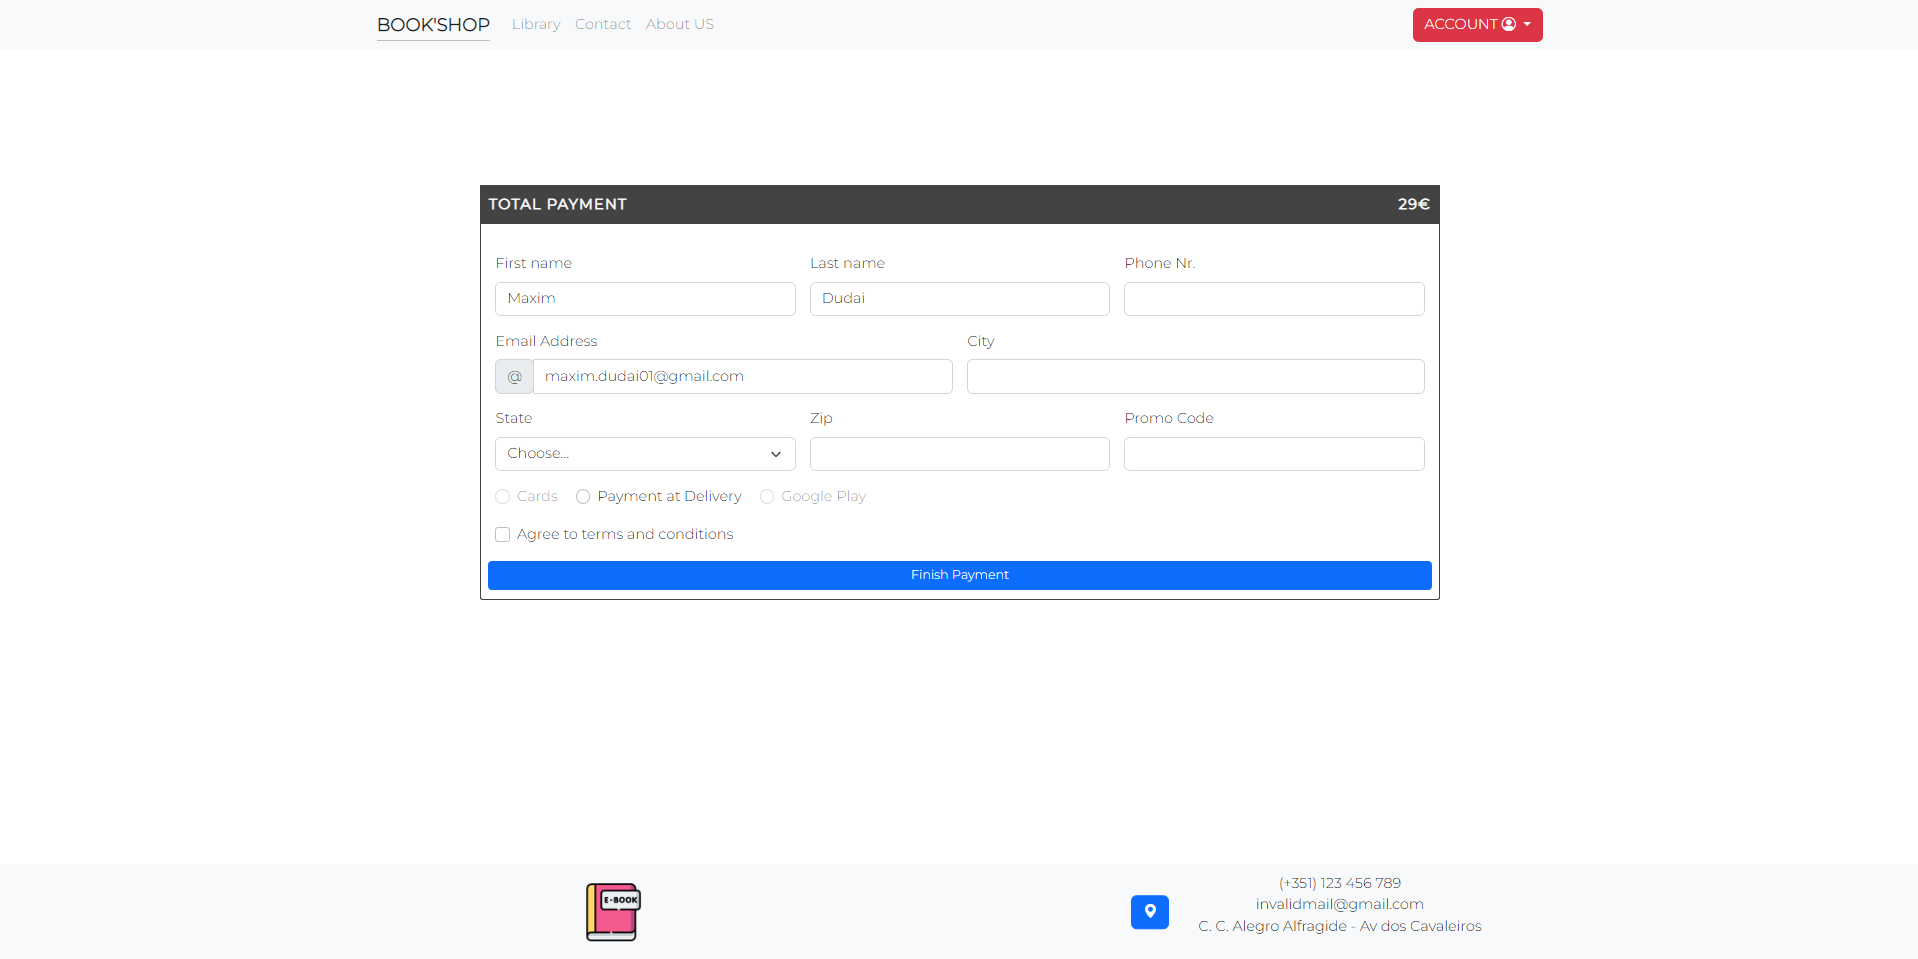 BOOK'SHOP Library Contact About US ACCOUNT
TOTAL PAYMENT 29€
First name Last name Phone Nr.
Maxim Dudai
Email Address City
@ maxim.dudai01@gmail.com
State Zip Promo Code
Choose...
Cards Payment at Delivery Google Play
Agree to terms and conditions
Finish Payment
E-BOOK
(+351) 123 456 789
invalidmail@gmail.com
C. C. Alegro Alfragide - Av dos Cavaleiros